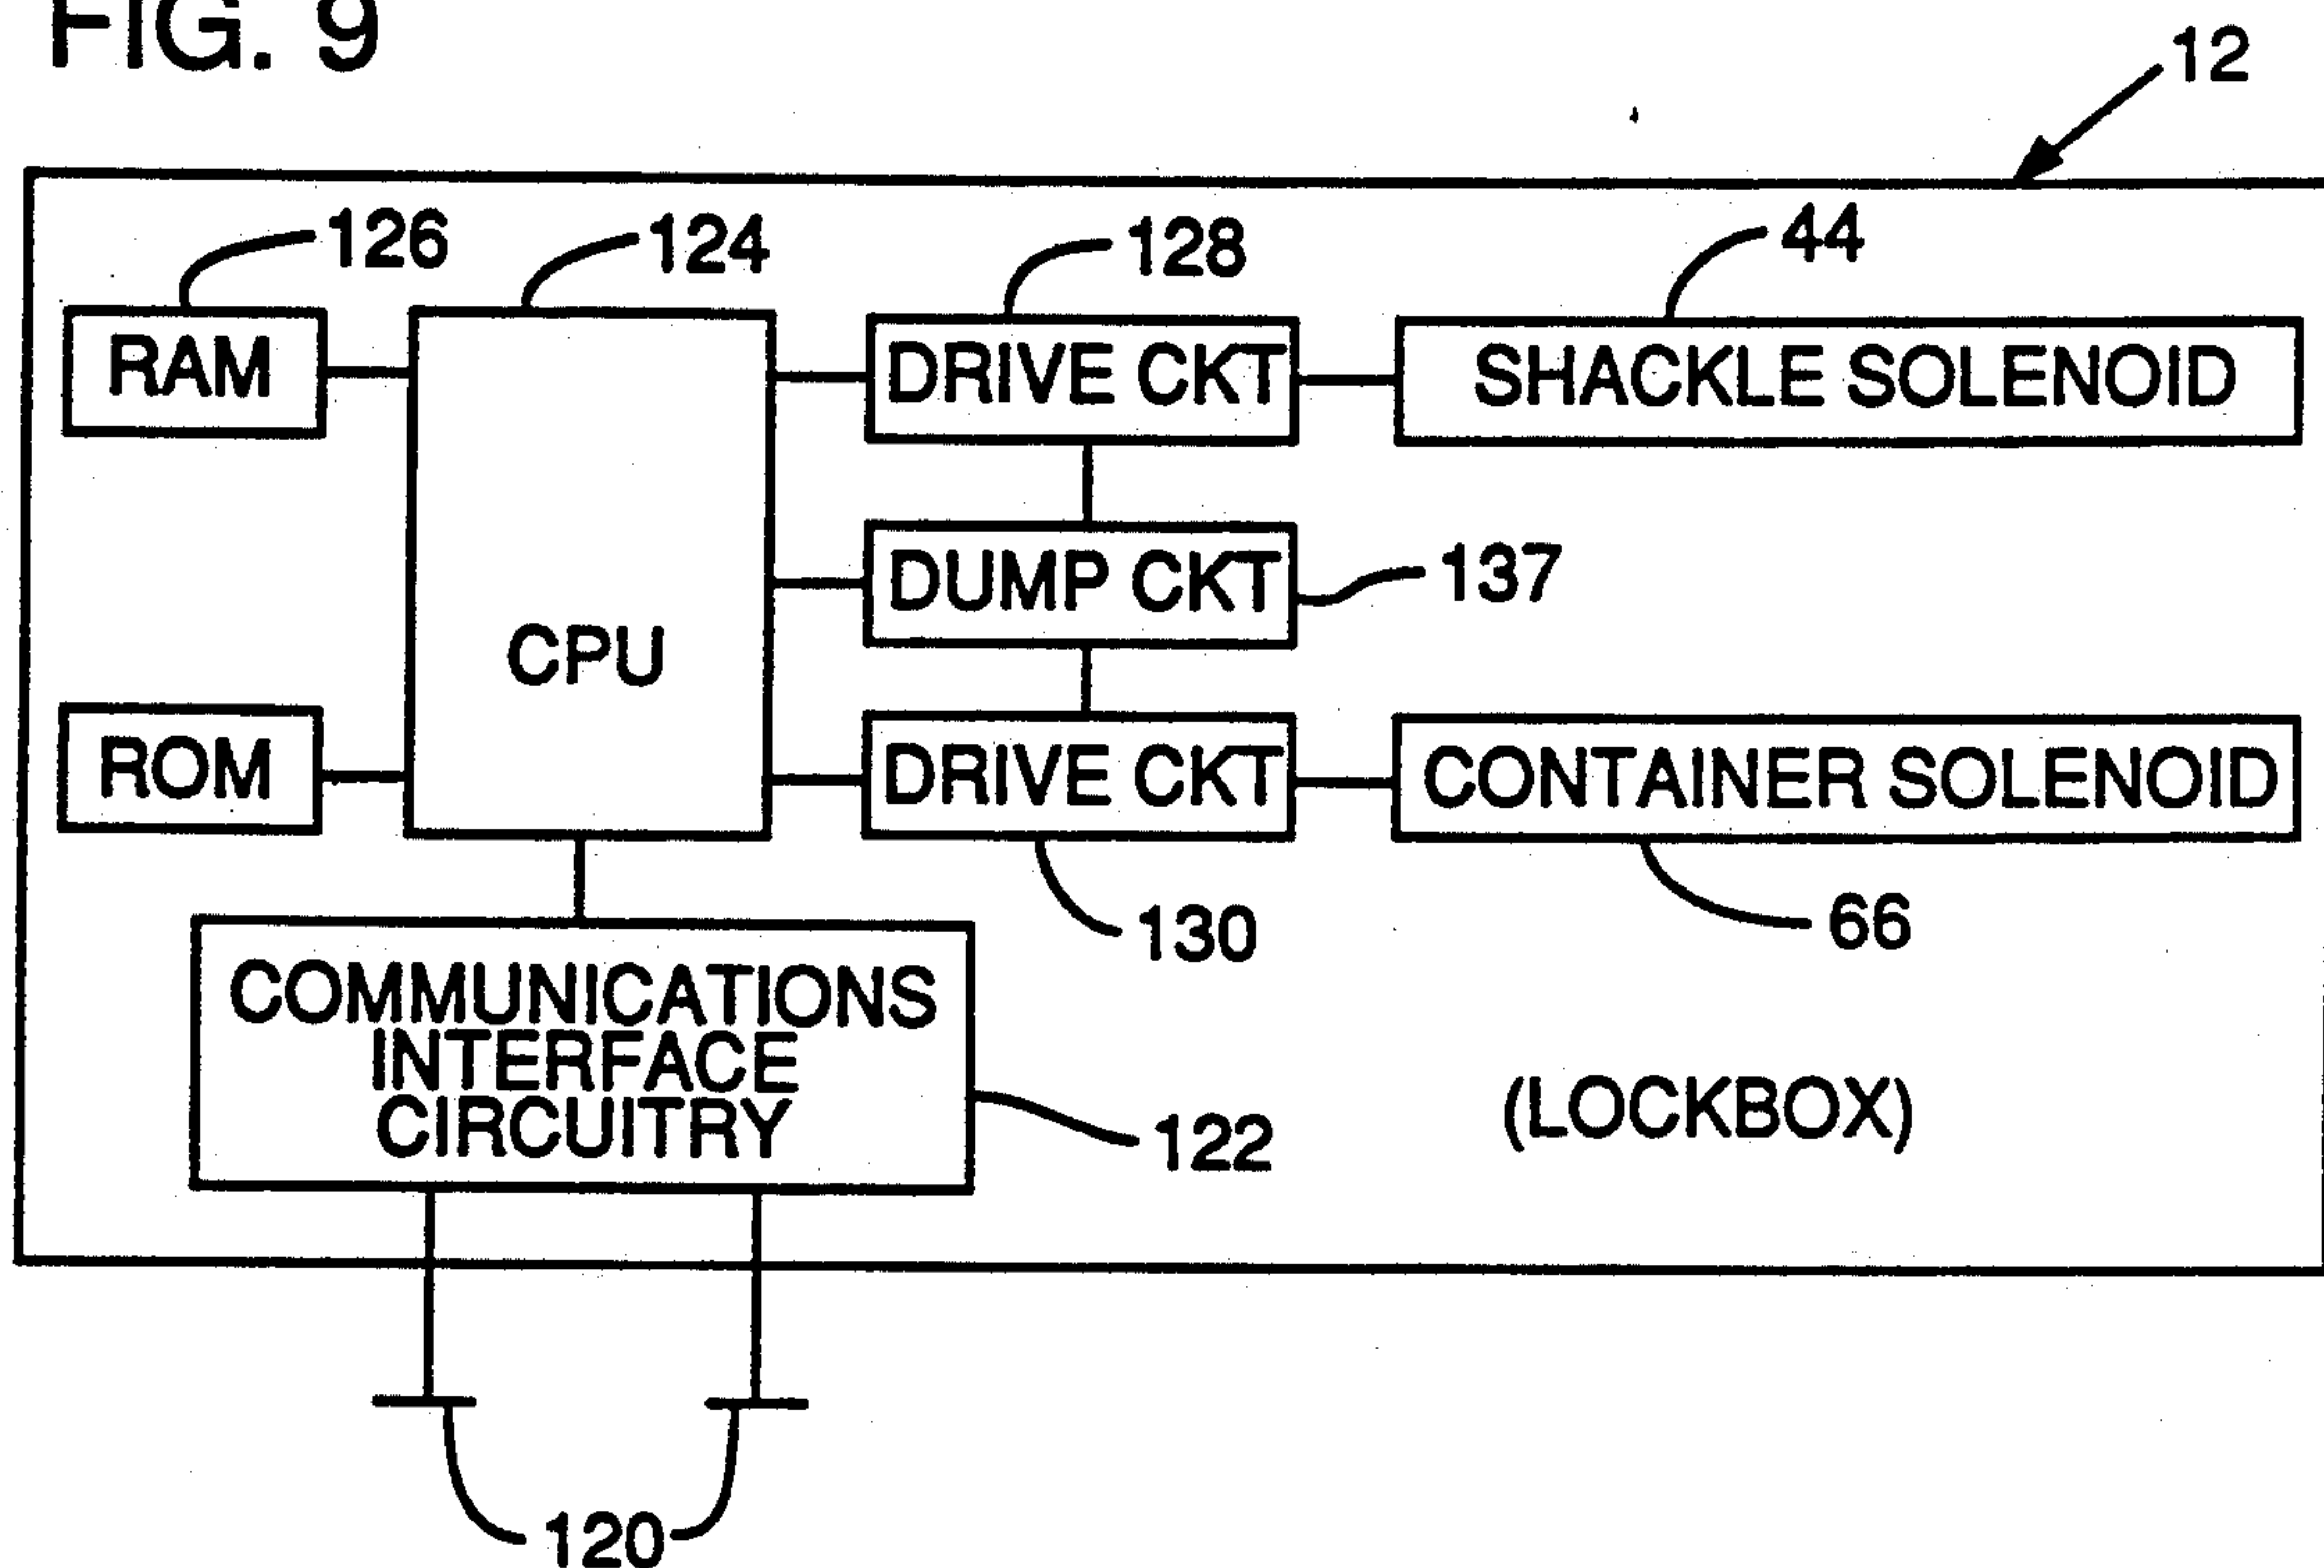 FIG. 9
12
126
124
128
44
RAM
DRIVE CKT
SHACKLE SOLENOID
DUMP CKT
137
CPU
ROM
DRIVE CKT
CONTAINER SOLENOID
130
66
COMMUNICATIONS
INTERFACE
CIRCUITRY
122
(LOCKBOX)
120